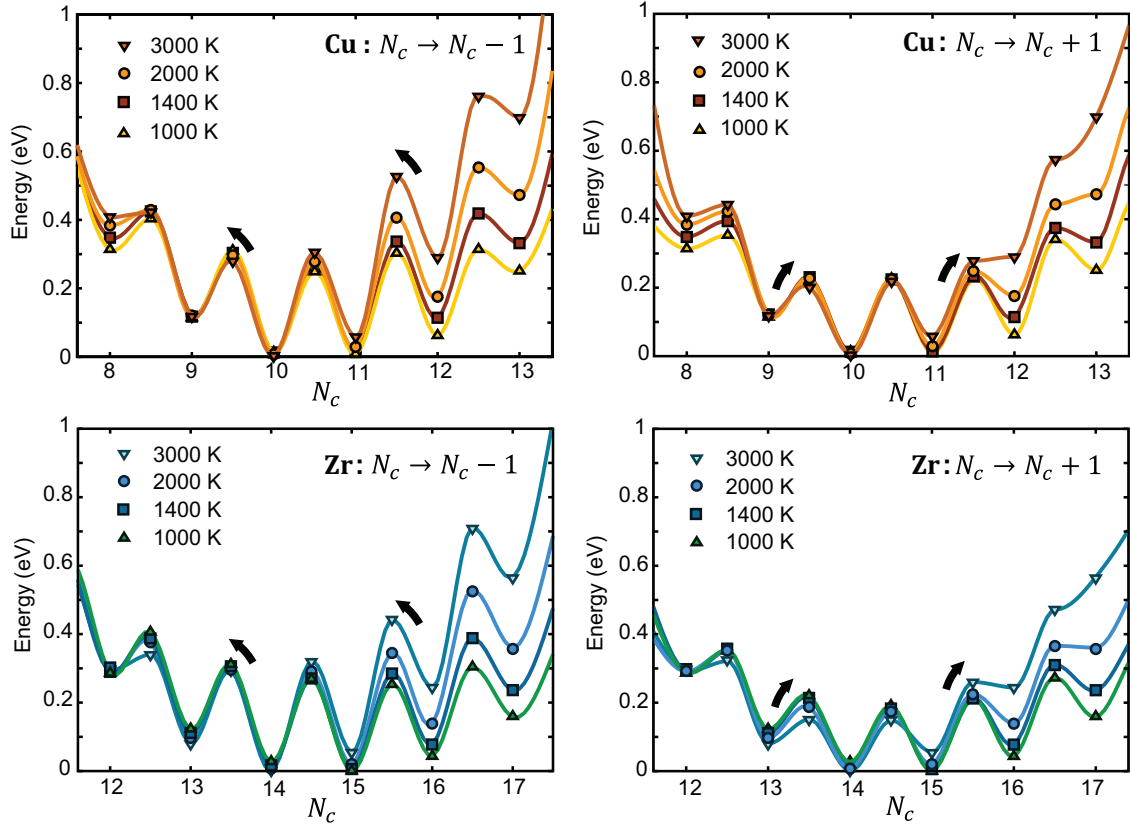 Cu: N_c → N_c − 1
3000 K
2000 K
1400 K
1000 K
Energy (eV)
1
0.8
0.6
0.4
0.2
0
8 9 10 11 12 13
N_c
Cu: N_c → N_c + 1
3000 K
2000 K
1400 K
1000 K
Energy (eV)
1
0.8
0.6
0.4
0.2
0
8 9 10 11 12 13
N_c
Zr: N_c → N_c − 1
3000 K
2000 K
1400 K
1000 K
Energy (eV)
1
0.8
0.6
0.4
0.2
0
12 13 14 15 16 17
N_c
Zr: N_c → N_c + 1
3000 K
2000 K
1400 K
1000 K
Energy (eV)
1
0.8
0.6
0.4
0.2
0
12 13 14 15 16 17
N_c